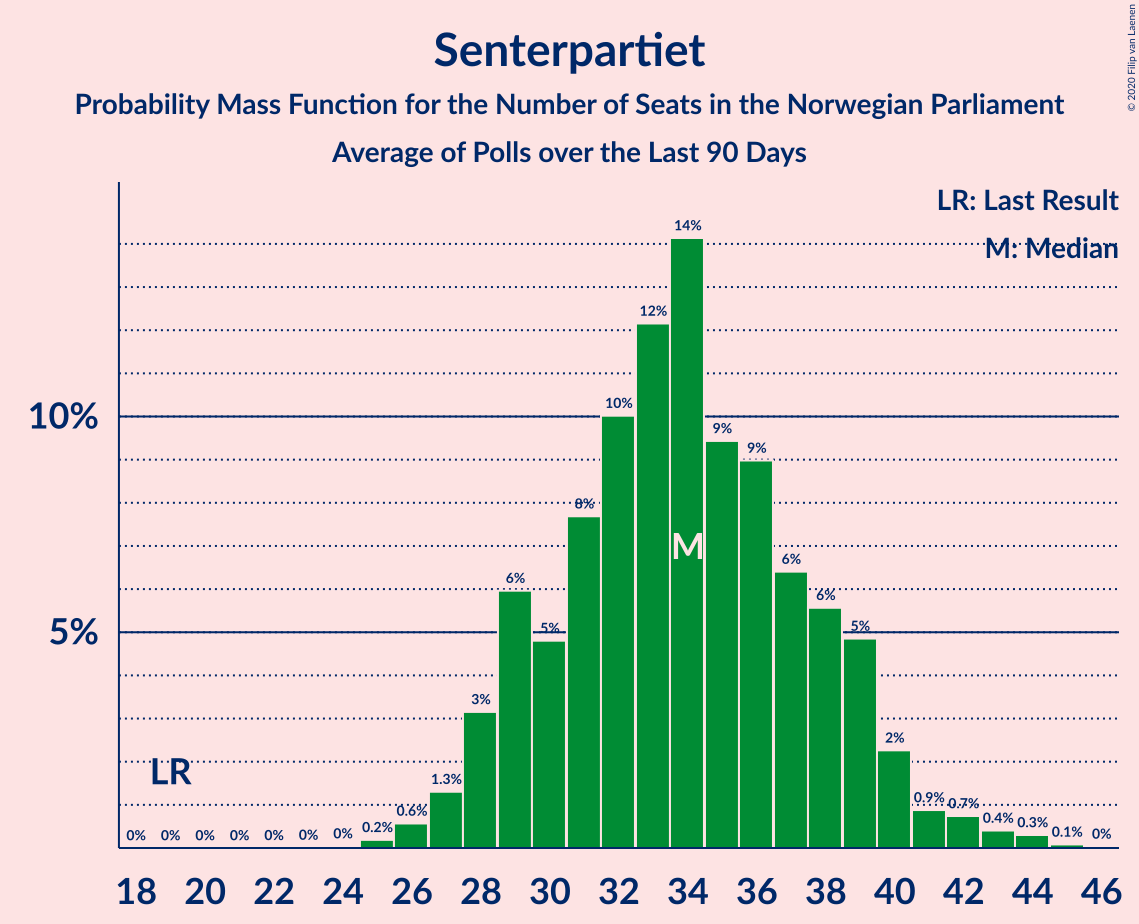 © 2020 Filip van Laenen
Senterpartiet
Probability Mass Function for the Number of Seats in the Norwegian Parliament
Average of Polls over the Last 90 Days
LR: Last Result
M: Median
10%
5%
0% 0% 0% 0% 0% 0% 0% 0.2% 0.6% 1.3% 3% 6% 5% 8% 10% 12% 14% 9% 9% 6% 6% 5% 2% 0.9% 0.7% 0.4% 0.3% 0.1% 0%
M
LR
18 20 22 24 26 28 30 32 34 36 38 40 42 44 46